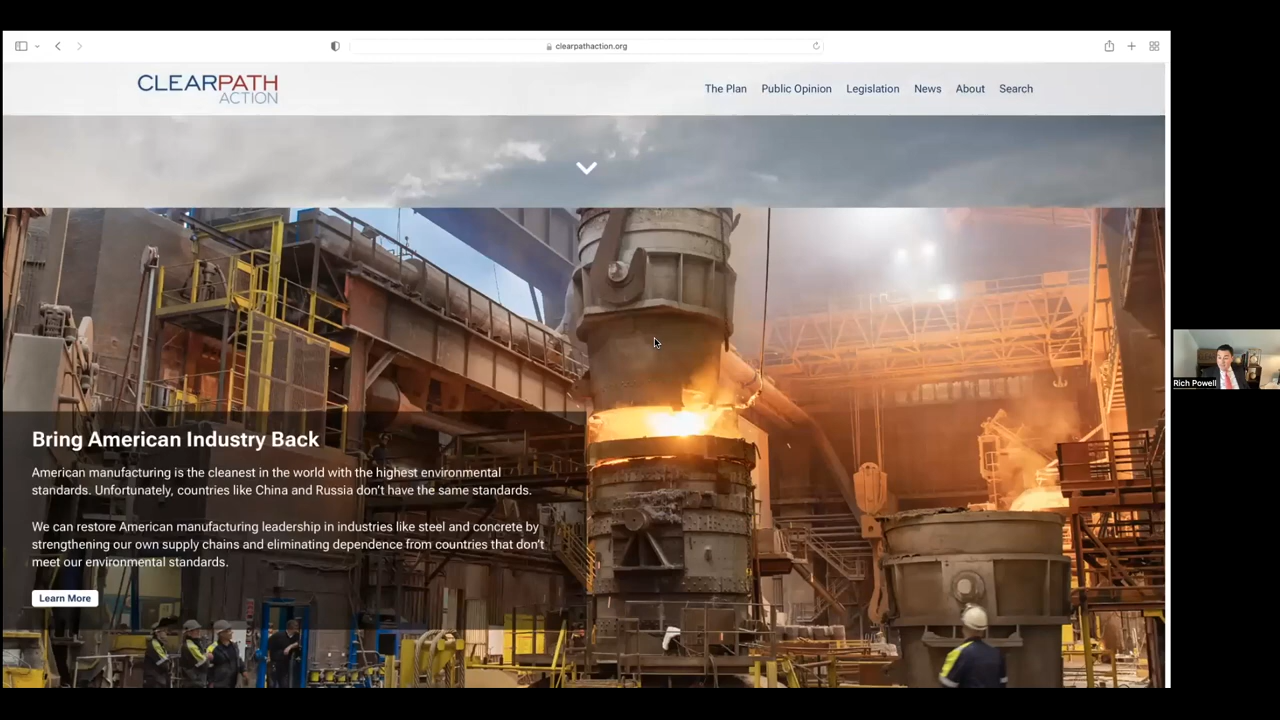 clearpathaction.org
CLEARPATH
ACTION
The Plan Public Opinion Legislation News About Search
Bring American Industry Back
American manufacturing is the cleanest in the world with the highest environmental
standards. Unfortunately, countries like China and Russia don't have the same standards.
We can restore American manufacturing leadership in industries like steel and concrete by
strengthening our own supply chains and eliminating dependence from countries that don't
meet our environmental standards.
Learn More
Rich Powell